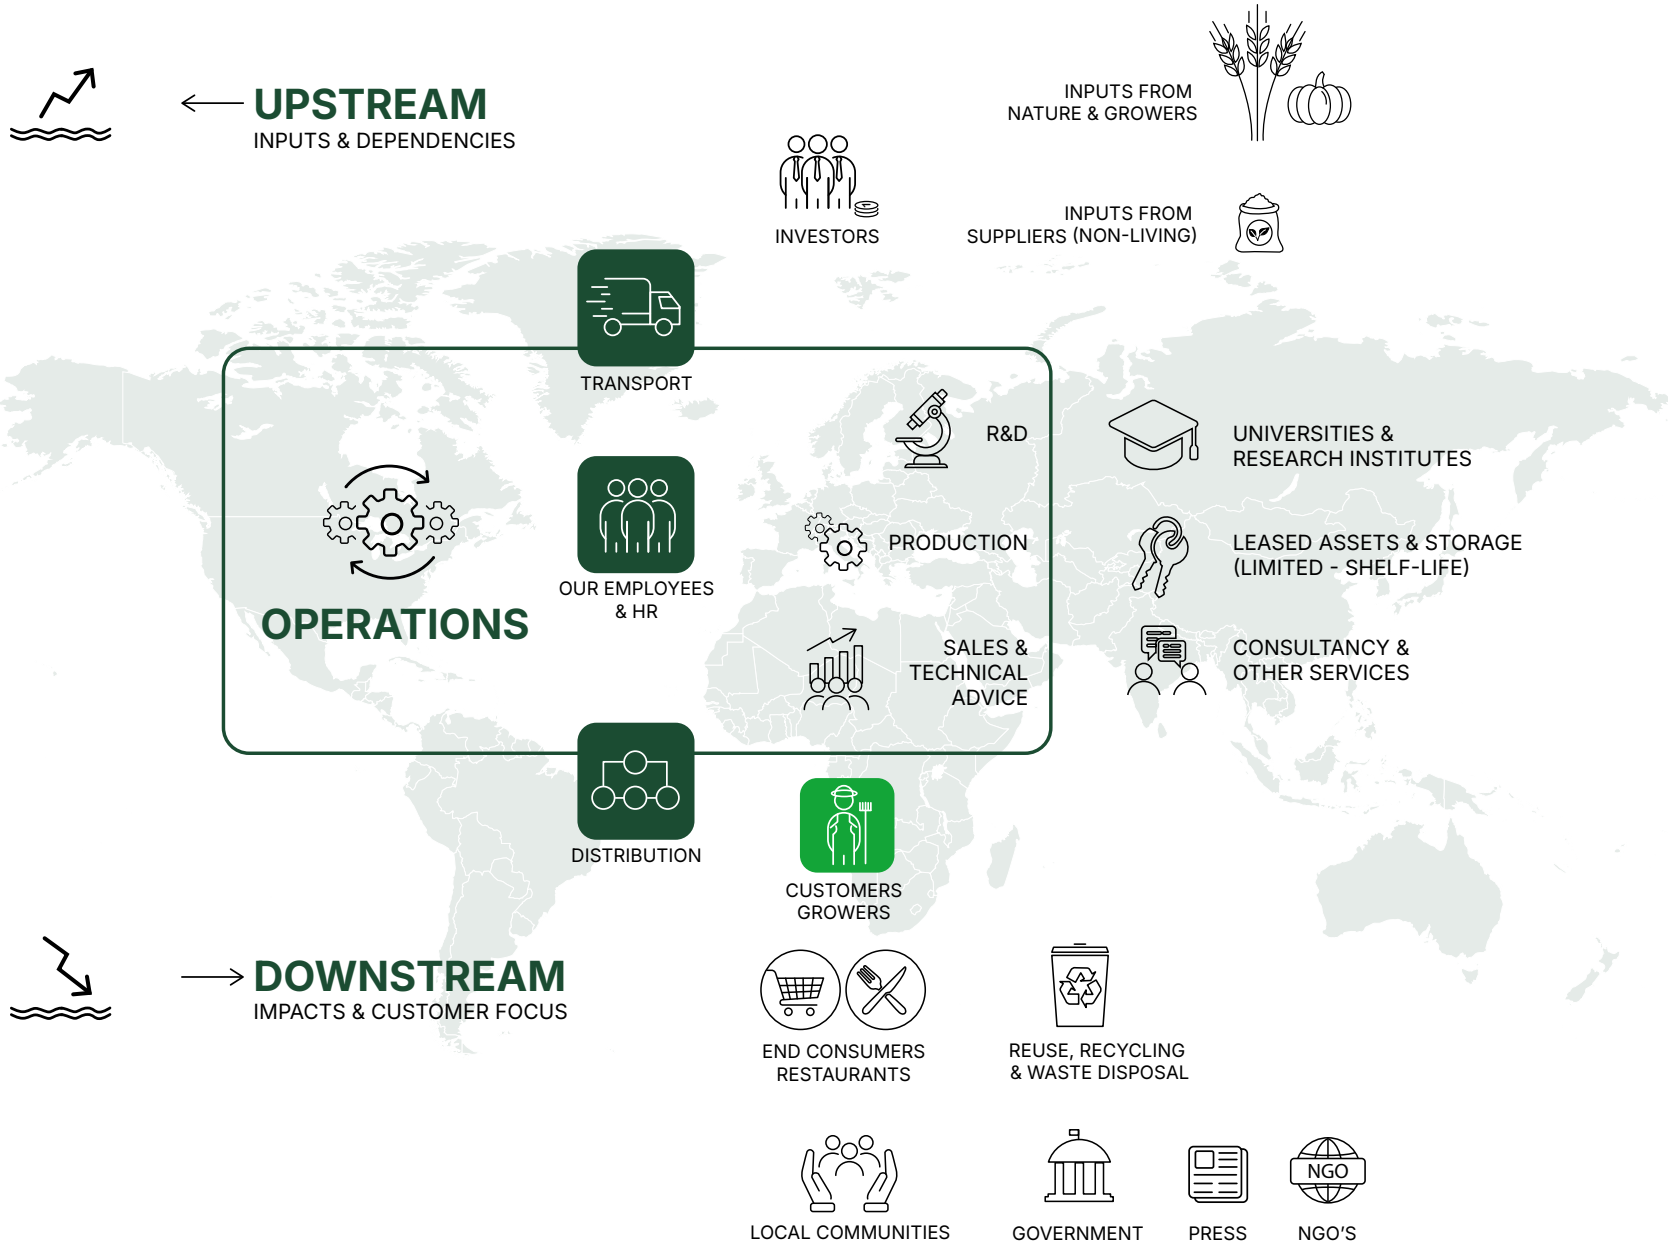 UPSTREAM
INPUTS & DEPENDENCIES
INPUTS FROM
NATURE & GROWERS
INVESTORS
INPUTS FROM
SUPPLIERS (NON-LIVING)
TRANSPORT
R&D
UNIVERSITIES &
RESEARCH INSTITUTES
OPERATIONS
OUR EMPLOYEES
& HR
PRODUCTION
LEASED ASSETS & STORAGE
(LIMITED - SHELF-LIFE)
SALES &
TECHNICAL
ADVICE
CONSULTANCY &
OTHER SERVICES
DISTRIBUTION
CUSTOMERS
GROWERS
DOWNSTREAM
IMPACTS & CUSTOMER FOCUS
END CONSUMERS
RESTAURANTS
REUSE, RECYCLING
& WASTE DISPOSAL
LOCAL COMMUNITIES
GOVERNMENT
PRESS
NGO
NGO'S